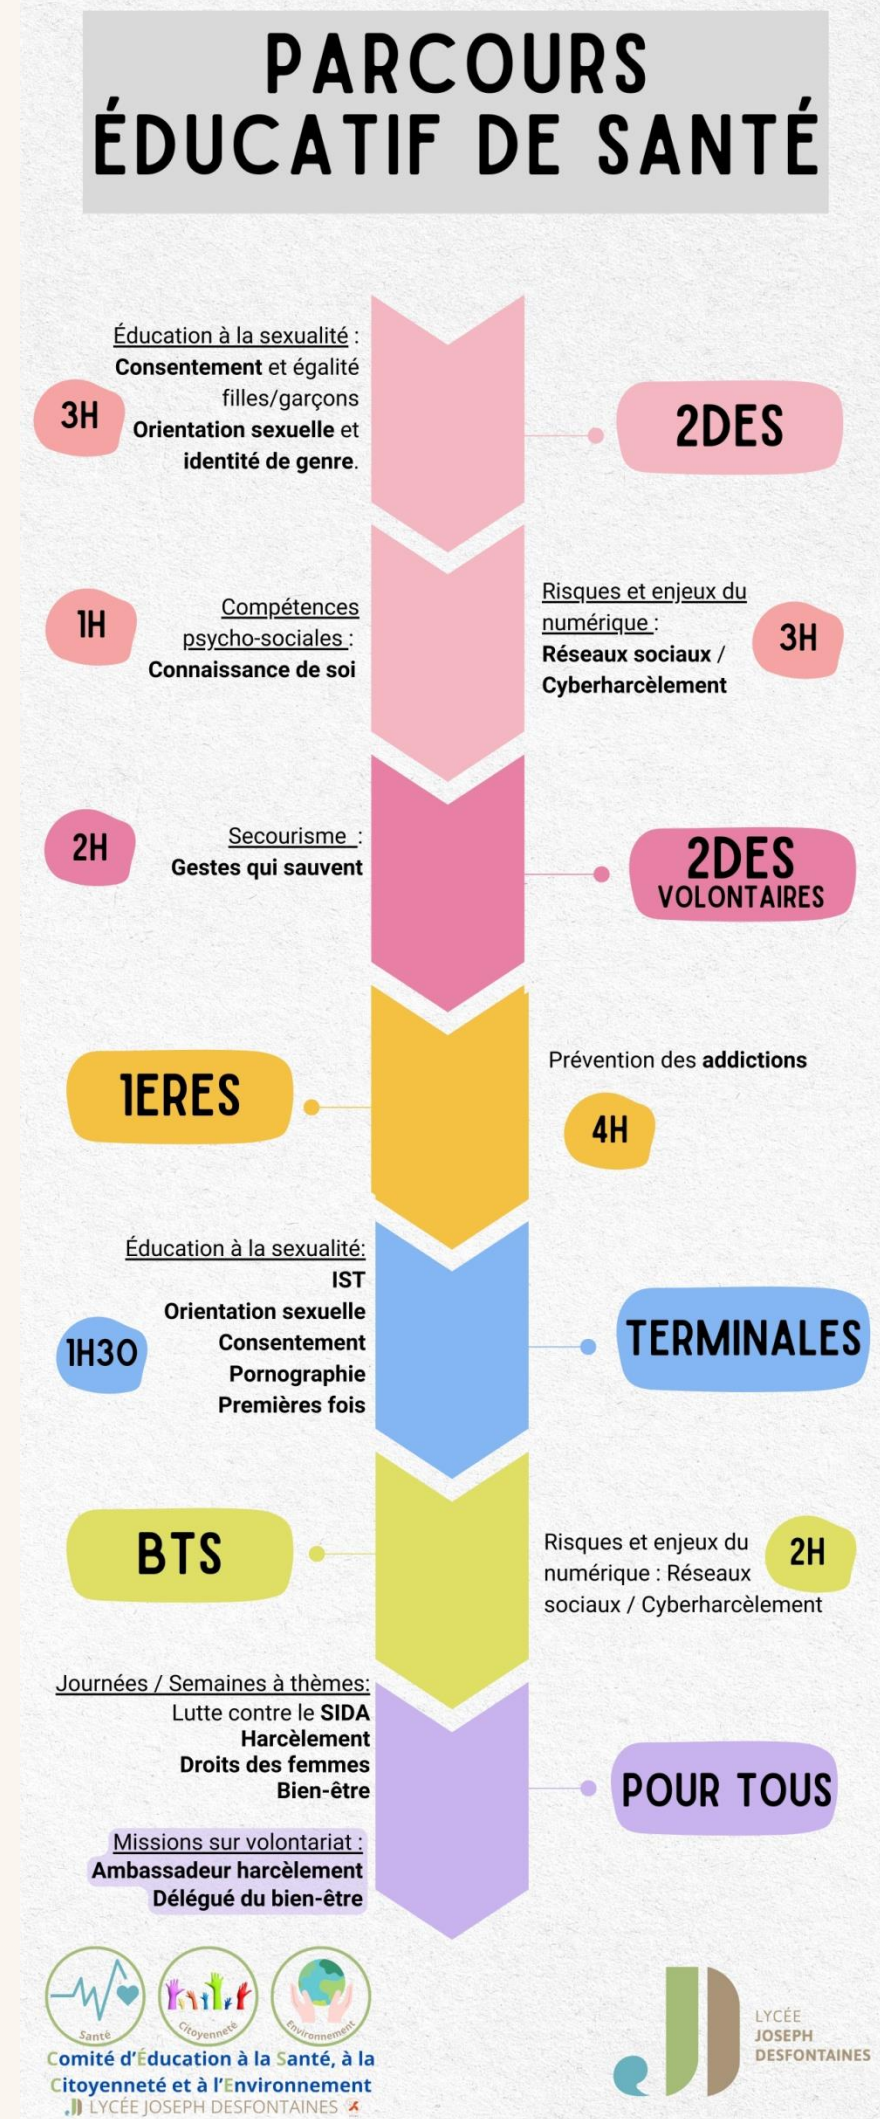 PARCOURS
ÉDUCATIF DE SANTÉ
Éducation à la sexualité :
Consentement et égalité
filles/garçons
Orientation sexuelle et
identité de genre.
3H
2DES
1H
Compétences
psycho-sociales :
Connaissance de soi
Risques et enjeux du
numérique :
Réseaux sociaux /
Cyberharcèlement
3H
2H
Secourisme :
Gestes qui sauvent
2DES
VOLONTAIRES
1ERES
Prévention des addictions
4H
Éducation à la sexualité:
IST
Orientation sexuelle
Consentement
Pornographie
Premières fois
1H30
TERMINALES
BTS
Risques et enjeux du
numérique : Réseaux
sociaux / Cyberharcèlement
2H
Journées / Semaines à thèmes:
Lutte contre le SIDA
Harcèlement
Droits des femmes
Bien-être
POUR TOUS
Missions sur volontariat :
Ambassadeur harcèlement
Délégué du bien-être
Santé
Citoyenneté
Environnement
Comité d'Éducation à la Santé, à la
Citoyenneté et à l'Environnement
LYCÉE JOSEPH DESFONTAINES
LYCÉE
JOSEPH
DESFONTAINES